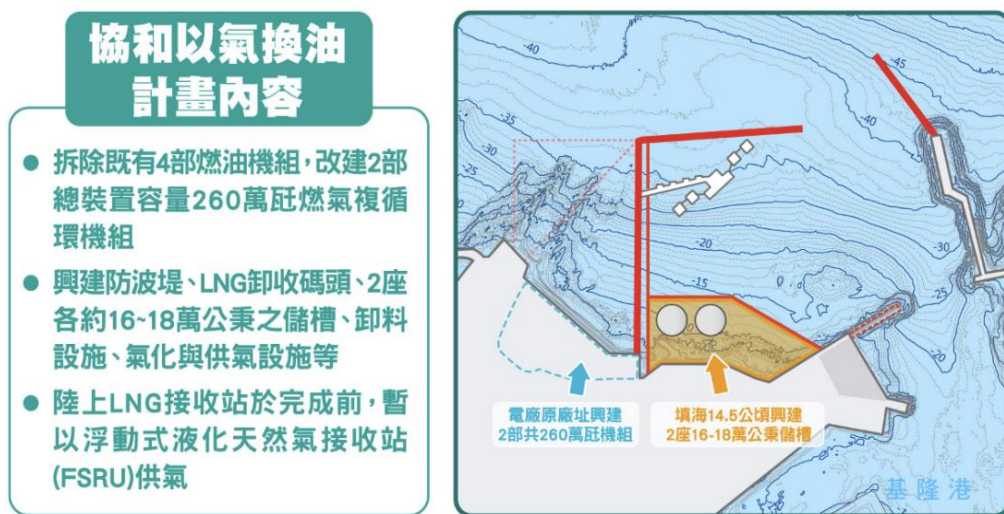 協和以氣換油
計畫內容
● 拆除既有4部燃油機組,改建2部
總裝置容量260萬瓩燃氣複循
環機組
● 興建防波堤、LNG卸收碼頭、2座
各約16~18萬公秉之儲槽、卸料
設施、氣化與供氣設施等
● 陸上LNG接收站於完成前,暫
以浮動式液化天然氣接收站
(FSRU)供氣
-40
-45
-40
-35
-35
-30
-25
-20
-15
-30
-25
電廠原廠址興建
2部共260萬瓩機組
填海14.5公頃興建
2座16-18萬公秉儲槽
基隆港